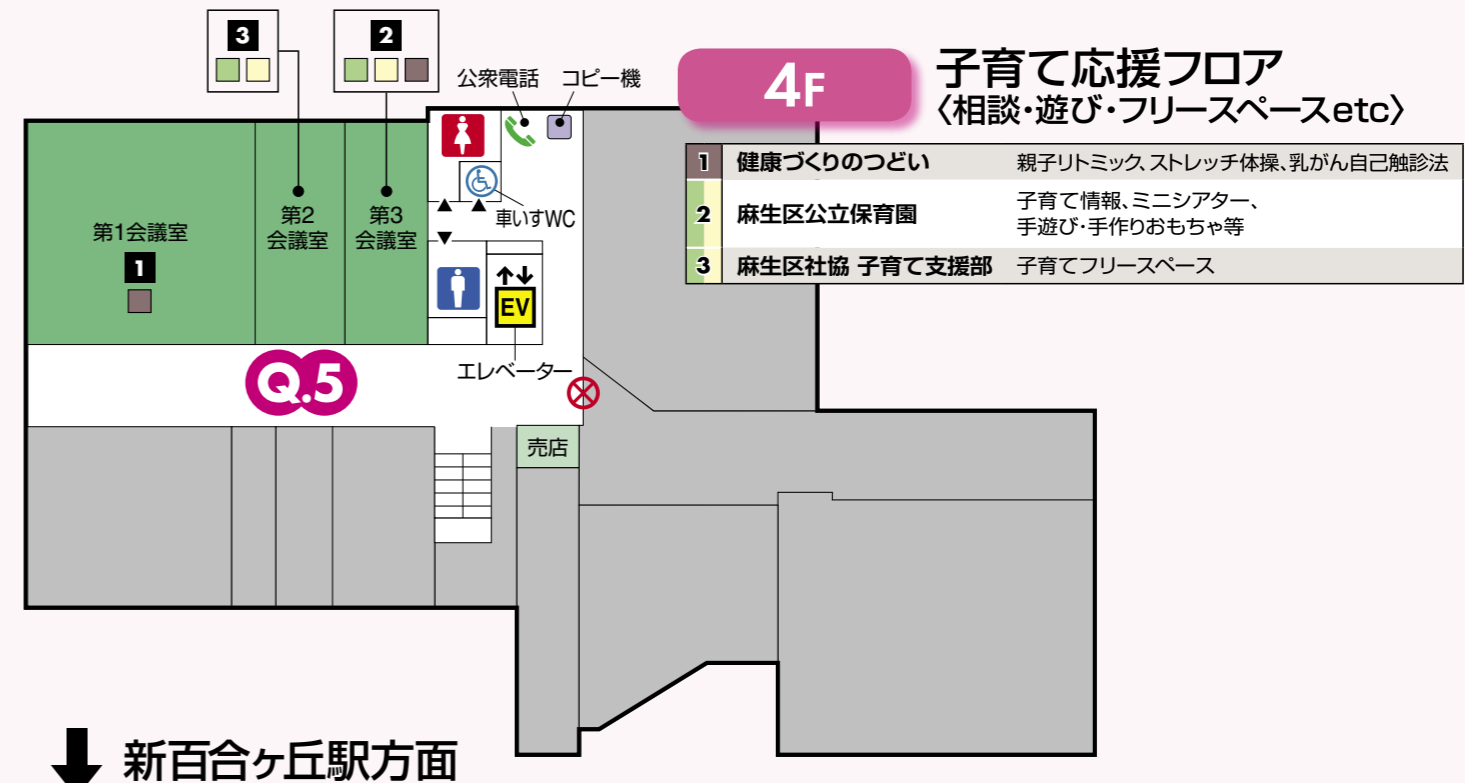 3
2
公衆電話
コピー機
4F
子育て応援フロア
〈相談・遊び・フリースペースetc〉
1 健康づくりのつどい 親子リトミック、ストレッチ体操、乳がん自己触診法
2 麻生区公立保育園 子育て情報、ミニシアター、
手遊び・手作りおもちゃ等
3 麻生区社協 子育て支援部 子育てフリースペース
第1会議室
1
第2
会議室
第3
会議室
車いすWC
EV
エレベーター
Q.5
売店
新百合ヶ丘駅方面